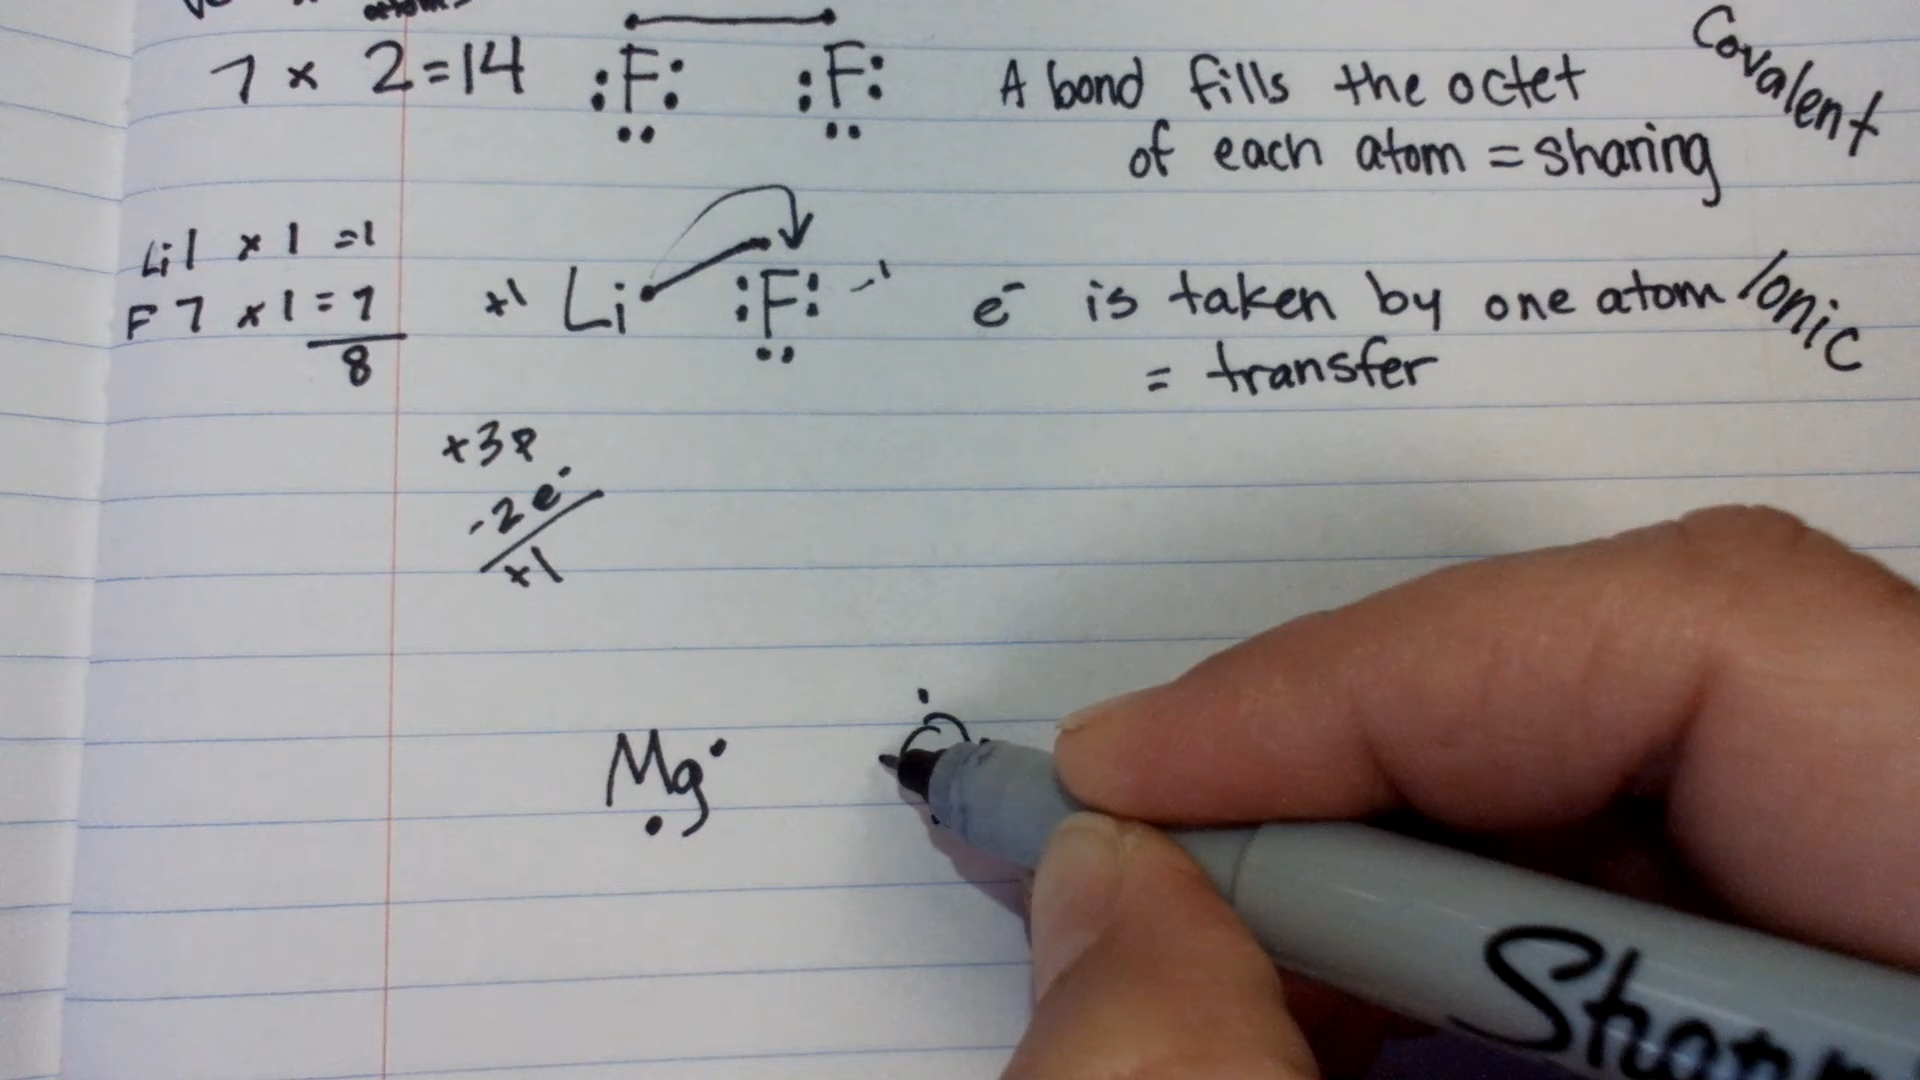 7 x 2=14 :F: :F: A bond fills the octet
of each atom = sharing
Covalent
Li 1 x 1 =1
F 7 x 1 = 7
8
+1 Li :F: -1 e⁻ is taken by one atom
= transfer
Ionic
+3p
-2e⁻
+1
Mg